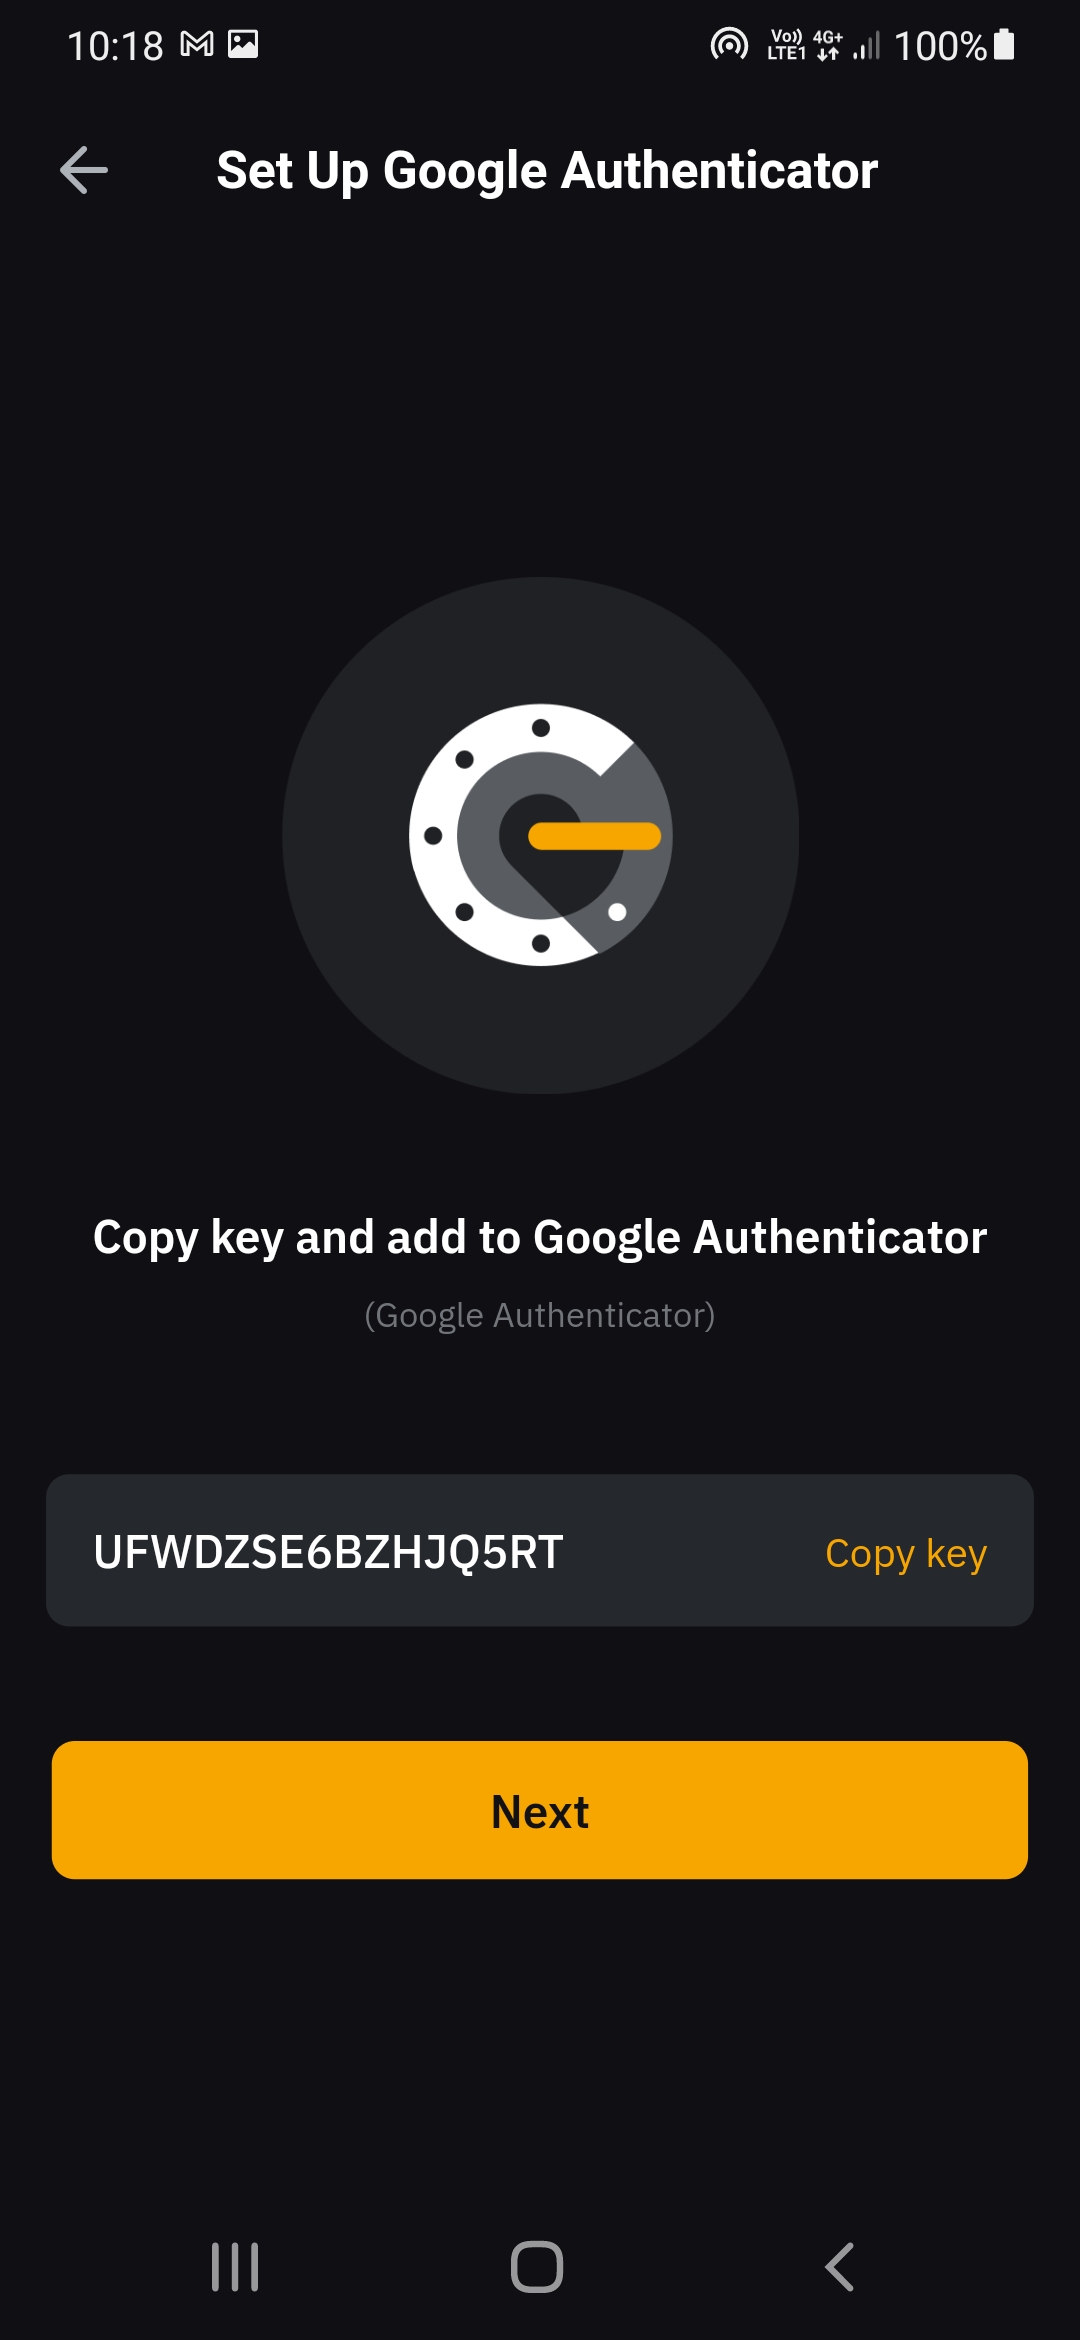 10:18
Vo)) LTE1 4G+ 100%
Set Up Google Authenticator
Copy key and add to Google Authenticator
(Google Authenticator)
UFWDZSE6BZHJQ5RT Copy key
Next